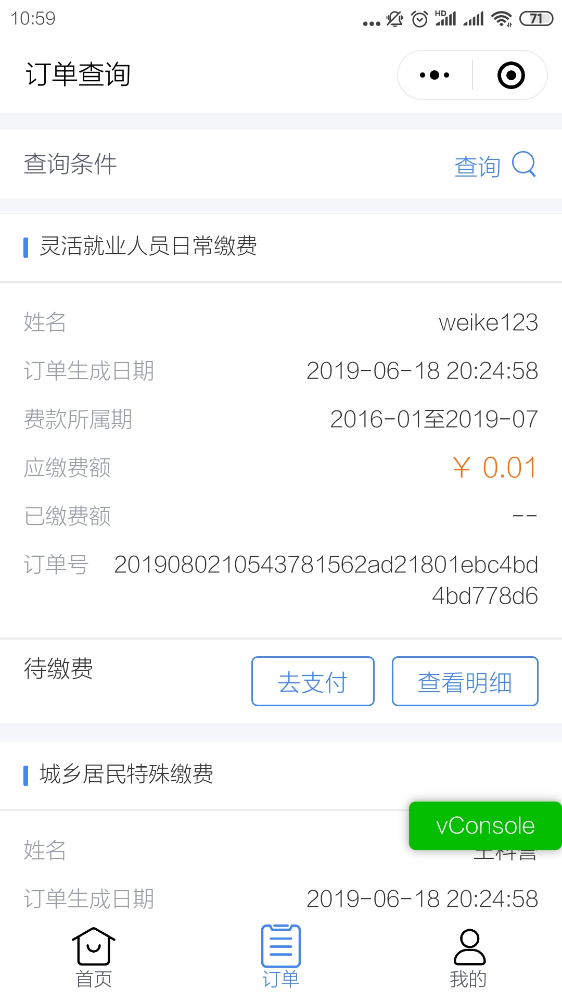 10:59
HD
71
订单查询
查询条件
查询
灵活就业人员日常缴费
姓名
weike123
订单生成日期
2019-06-18 20:24:58
费款所属期
2016-01至2019-07
应缴费额
￥ 0.01
已缴费额
--
订单号
2019080210543781562ad21801ebc4bd
4bd778d6
待缴费
去支付
查看明细
城乡居民特殊缴费
vConsole
姓名
订单生成日期
2019-06-18 20:24:58
首页
订单
我的